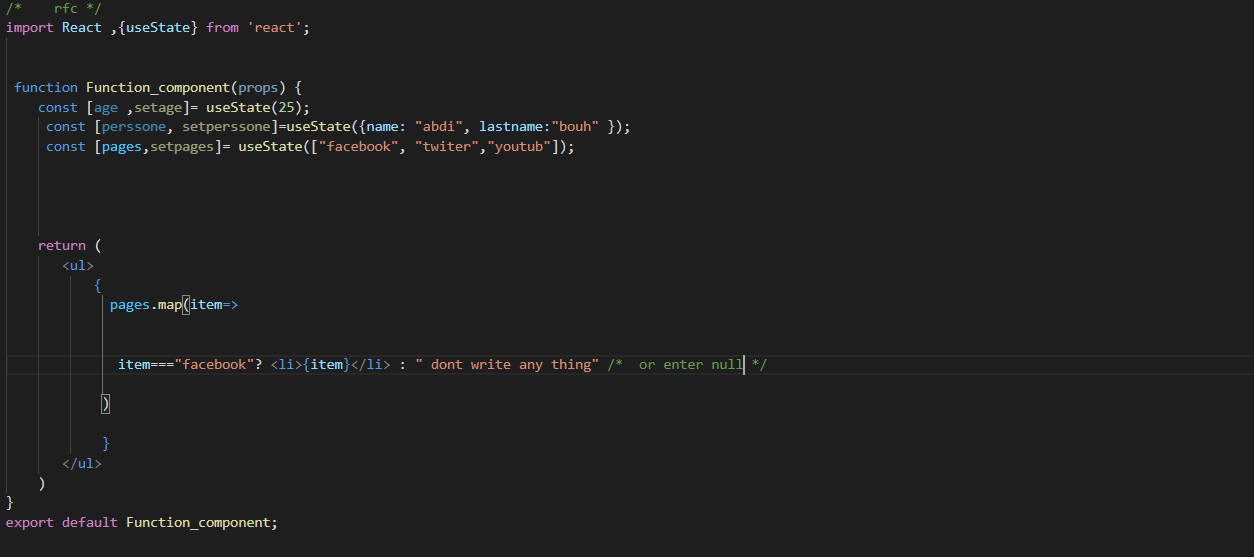 /*    rfc */
import React ,{useState} from 'react';
function Function_component(props) {
const [age ,setage]= useState(25);
const [perssone, setperssone]=useState({name: "abdi", lastname:"bouh" });
const [pages,setpages]= useState(["facebook", "twiter","youtub"]);
return (
<ul>
{
pages.map(item=>
item==="facebook"? <li>{item}</li> : " dont write any thing" /*  or enter null */
)
}
</ul>
)
}
export default Function_component;